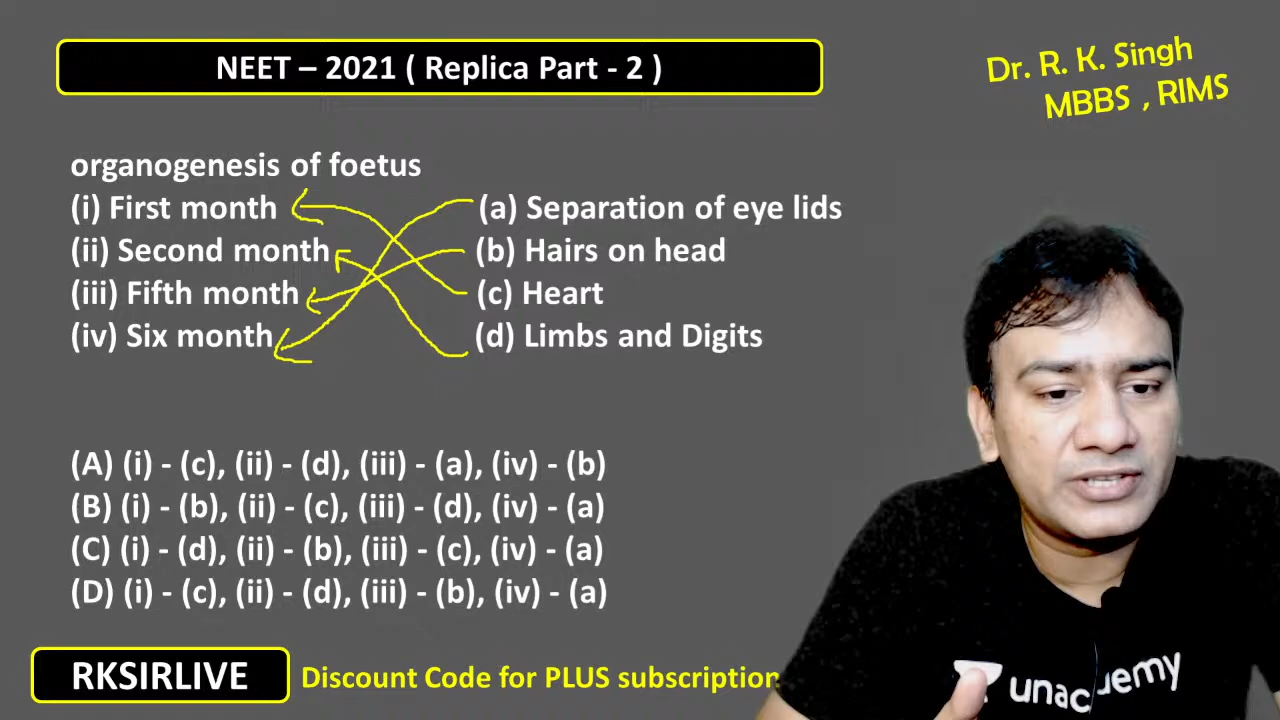 NEET – 2021 ( Replica Part - 2 )
Dr. R. K. Singh
MBBS , RIMS
organogenesis of foetus
(i) First month (a) Separation of eye lids
(ii) Second month (b) Hairs on head
(iii) Fifth month (c) Heart
(iv) Six month (d) Limbs and Digits
(A) (i) - (c), (ii) - (d), (iii) - (a), (iv) - (b)
(B) (i) - (b), (ii) - (c), (iii) - (d), (iv) - (a)
(C) (i) - (d), (ii) - (b), (iii) - (c), (iv) - (a)
(D) (i) - (c), (ii) - (d), (iii) - (b), (iv) - (a)
RKSIRLIVE Discount Code for PLUS subscription
unacademy